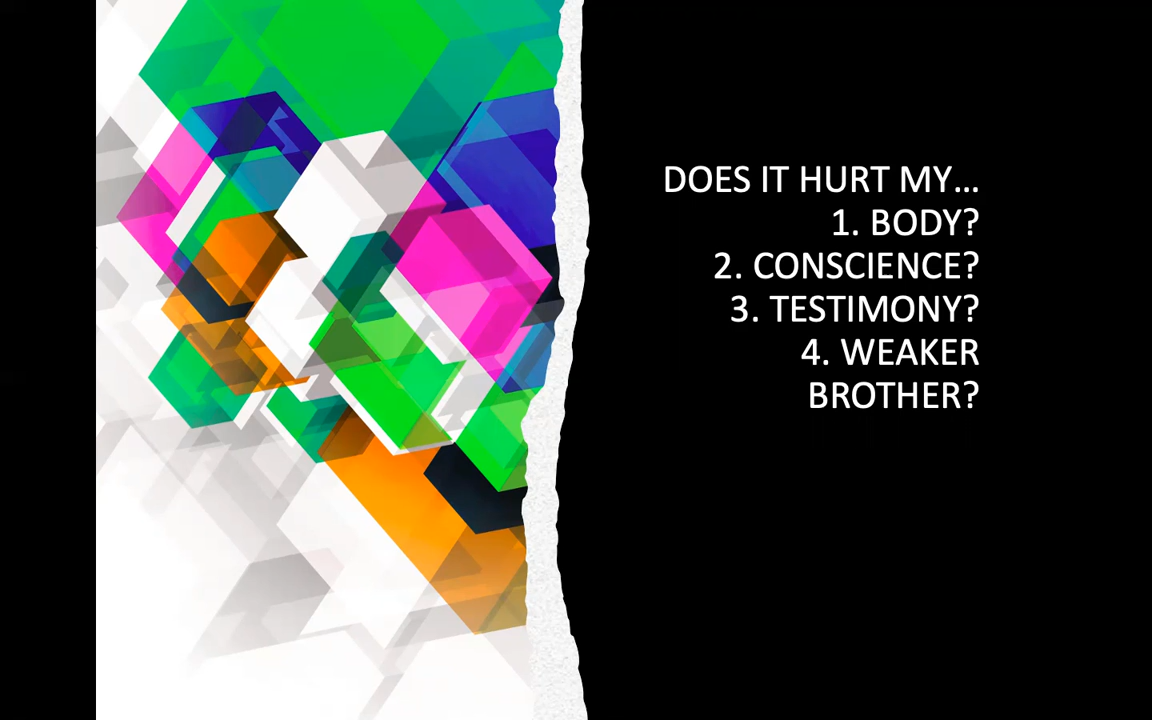 DOES IT HURT MY...
1. BODY?
2. CONSCIENCE?
3. TESTIMONY?
4. WEAKER
BROTHER?